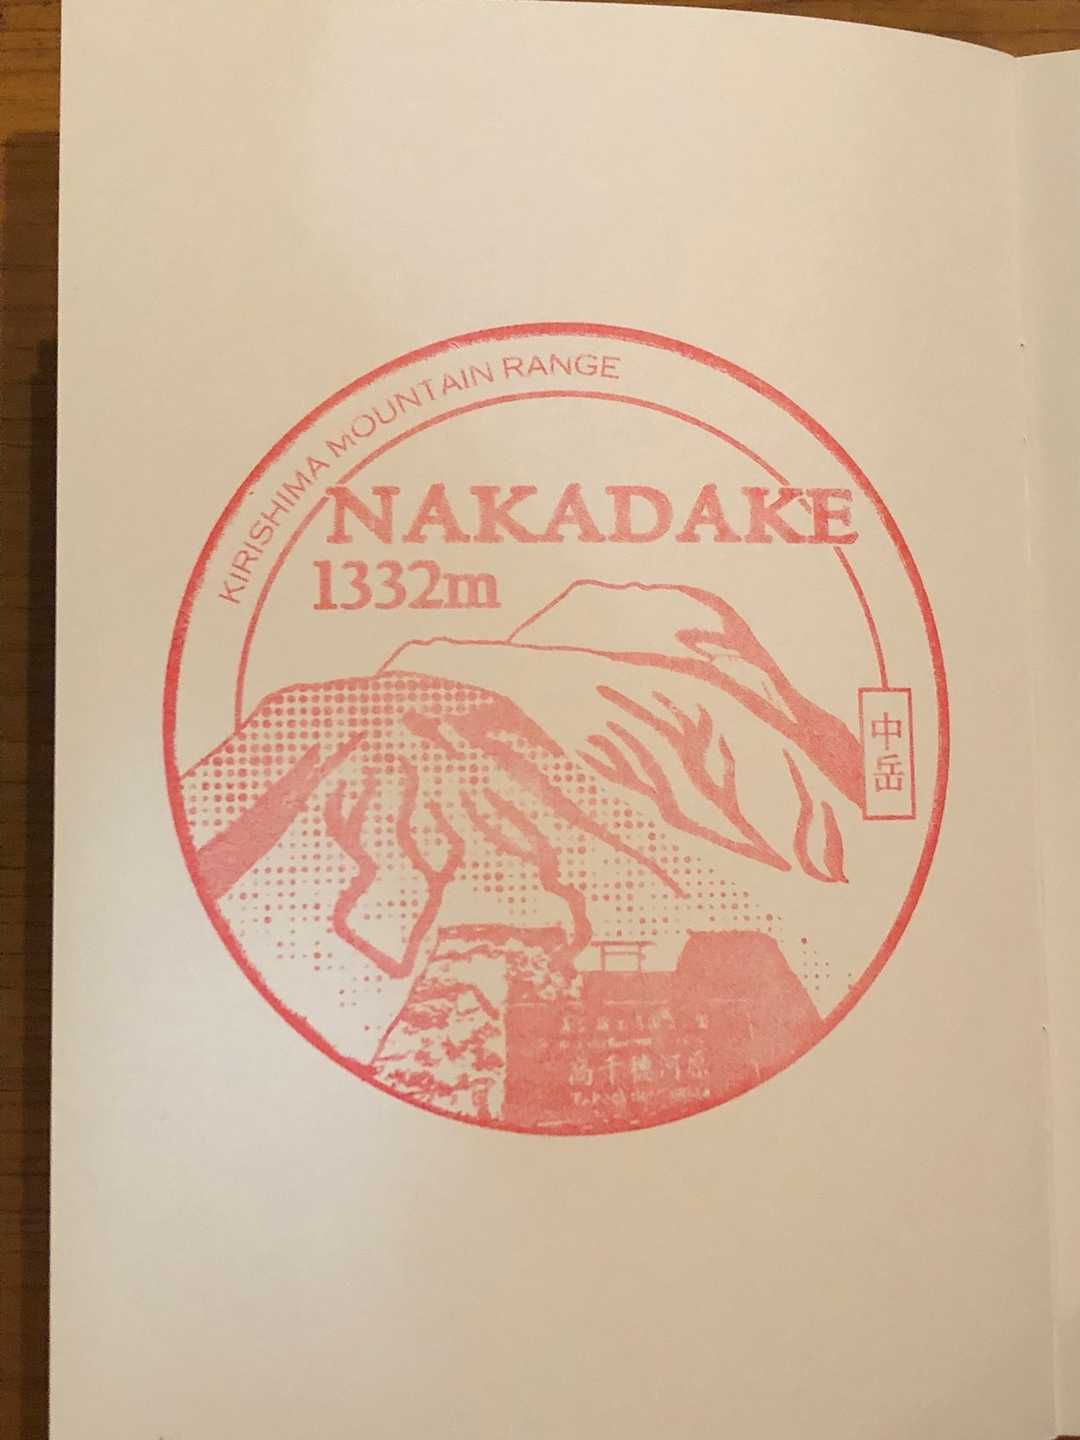 KIRISHIMA MOUNTAIN RANGE
NAKADAKE
1332m
中岳
高千穂河原